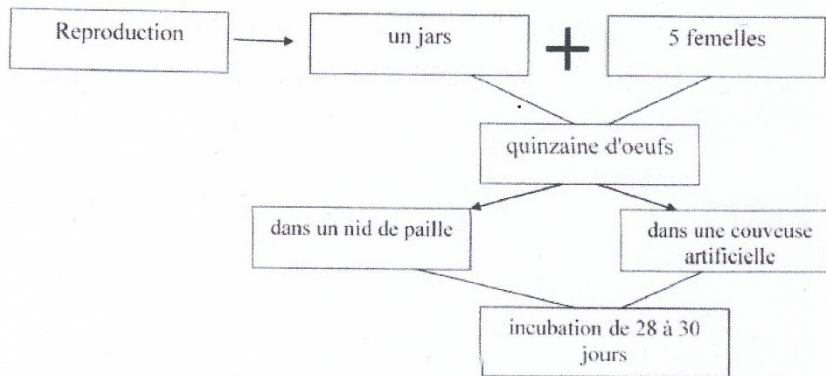 Reproduction
un jars
+
5 femelles
quinzaine d'oeufs
dans un nid de paille
dans une couveuse
artificielle
incubation de 28 à 30
jours